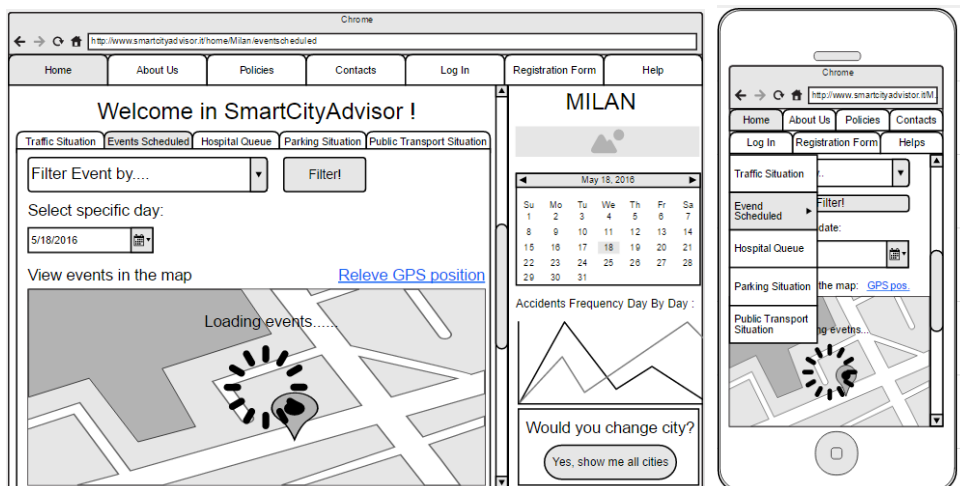 Chrome
http://www.smartcityadvisor.it/home/Milan/eventscheduled
Home About Us Policies Contacts Log In Registration Form Help
Welcome in SmartCityAdvisor !
Traffic Situation Events Scheduled Hospital Queue Parking Situation Public Transport Situation
Filter Event by.... Filter!
Select specific day:
5/18/2016
View events in the map Releve GPS position
Loading events......
MILAN
May 18, 2016
Su Mo Tu We Th Fr Sa
1 2 3 4 5 6 7
8 9 10 11 12 13 14
15 16 17 18 19 20 21
22 23 24 25 26 27 28
29 30 31
Accidents Frequency Day By Day :
Would you change city?
Yes, show me all cities
Chrome
http://www.smartcityadvistor.it/M.
Home About Us Policies Contacts
Log In Registration Form Helps
Traffic Situation
Evend
Scheduled
Filter!
date:
Hospital Queue
Parking Situation
the map: GPS pos.
Public Transport
Situation
ng evetns...